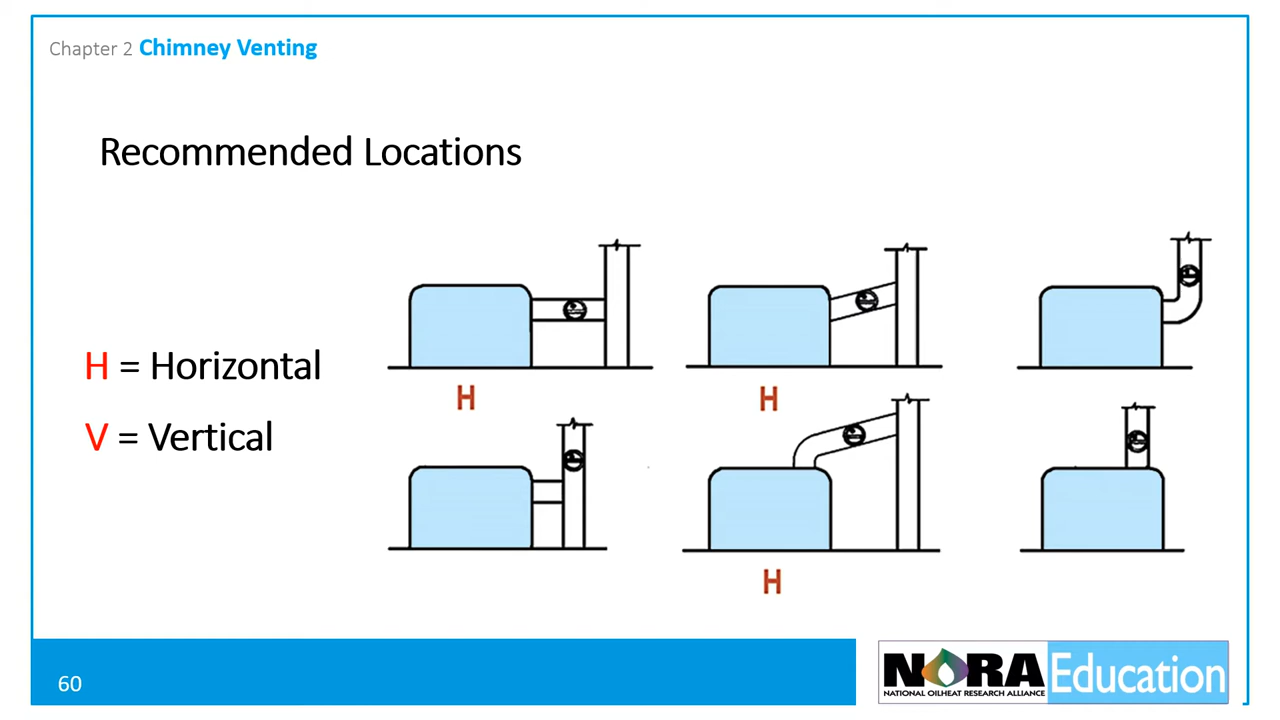 Chapter 2 Chimney Venting
Recommended Locations
H = Horizontal
V = Vertical
H
H
H
60
NORA Education
NATIONAL OILHEAT RESEARCH ALLIANCE